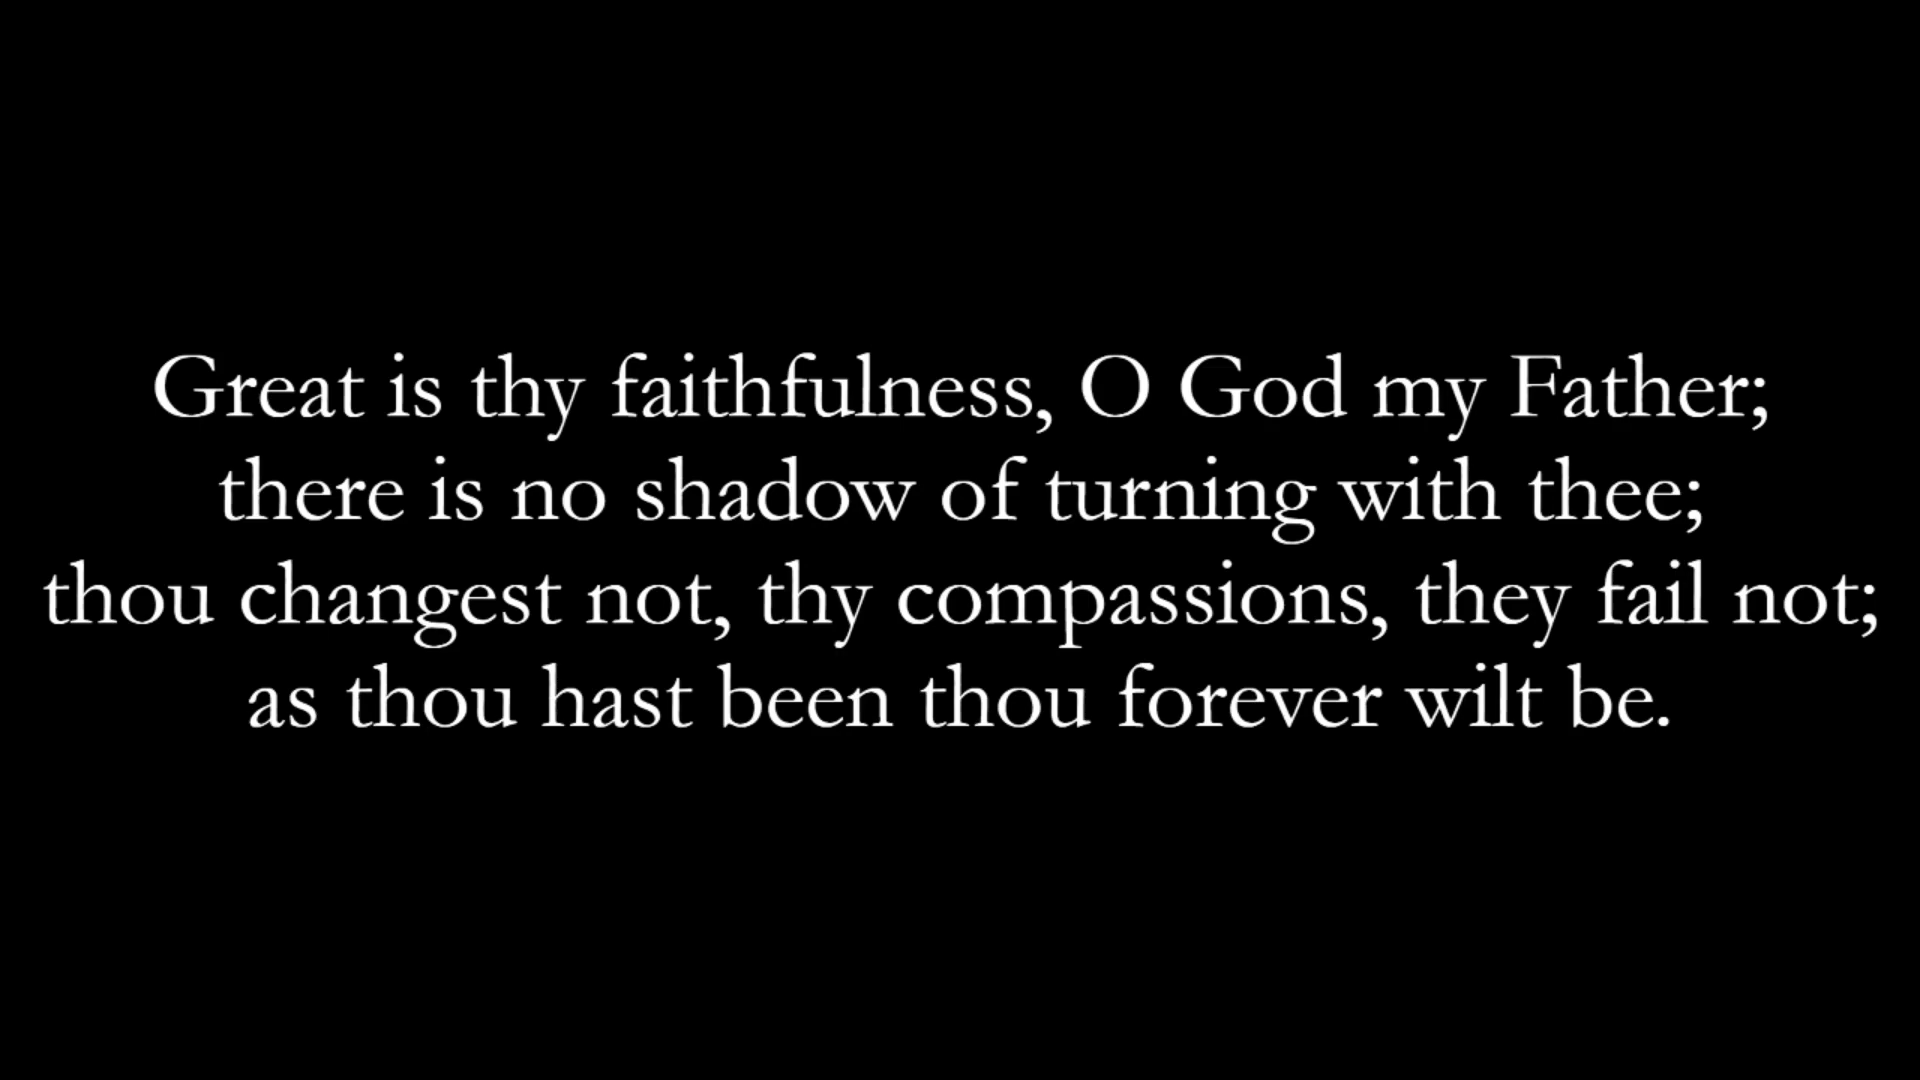 Great is thy faithfulness, O God my Father;
there is no shadow of turning with thee;
thou changest not, thy compassions, they fail not;
as thou hast been thou forever wilt be.